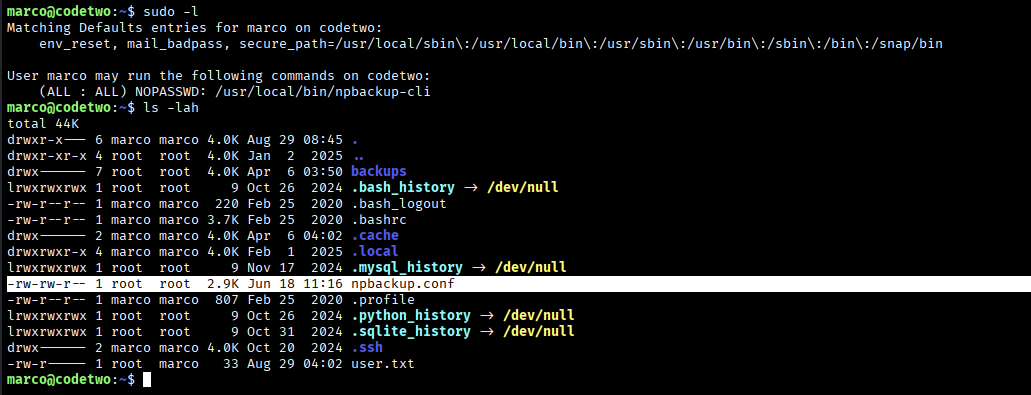 marco@codetwo:~$ sudo -l
Matching Defaults entries for marco on codetwo:
    env_reset, mail_badpass, secure_path=/usr/local/sbin\:/usr/local/bin\:/usr/sbin\:/usr/bin\:/sbin\:/bin\:/snap/bin

User marco may run the following commands on codetwo:
    (ALL : ALL) NOPASSWD: /usr/local/bin/npbackup-cli
marco@codetwo:~$ ls -lah
total 44K
drwxr-x--- 6 marco marco 4.0K Aug 29 08:45 .
drwxr-xr-x 4 root  root  4.0K Jan  2  2025 ..
drwx------ 7 root  root  4.0K Apr  6 03:50 backups
lrwxrwxrwx 1 root  root     9 Oct 26  2024 .bash_history -> /dev/null
-rw-r--r-- 1 marco marco  220 Feb 25  2020 .bash_logout
-rw-r--r-- 1 marco marco 3.7K Feb 25  2020 .bashrc
drwx------ 2 marco marco 4.0K Apr  6 04:02 .cache
drwxrwxr-x 4 marco marco 4.0K Feb  1  2025 .local
lrwxrwxrwx 1 root  root     9 Nov 17  2024 .mysql_history -> /dev/null
-rw-rw-r-- 1 root  root  2.9K Jun 18 11:16 npbackup.conf
-rw-r--r-- 1 marco marco  807 Feb 25  2020 .profile
lrwxrwxrwx 1 root  root     9 Oct 26  2024 .python_history -> /dev/null
lrwxrwxrwx 1 root  root     9 Oct 31  2024 .sqlite_history -> /dev/null
drwx------ 2 marco marco 4.0K Oct 20  2024 .ssh
-rw-r----- 1 root  marco   33 Aug 29 04:02 user.txt
marco@codetwo:~$